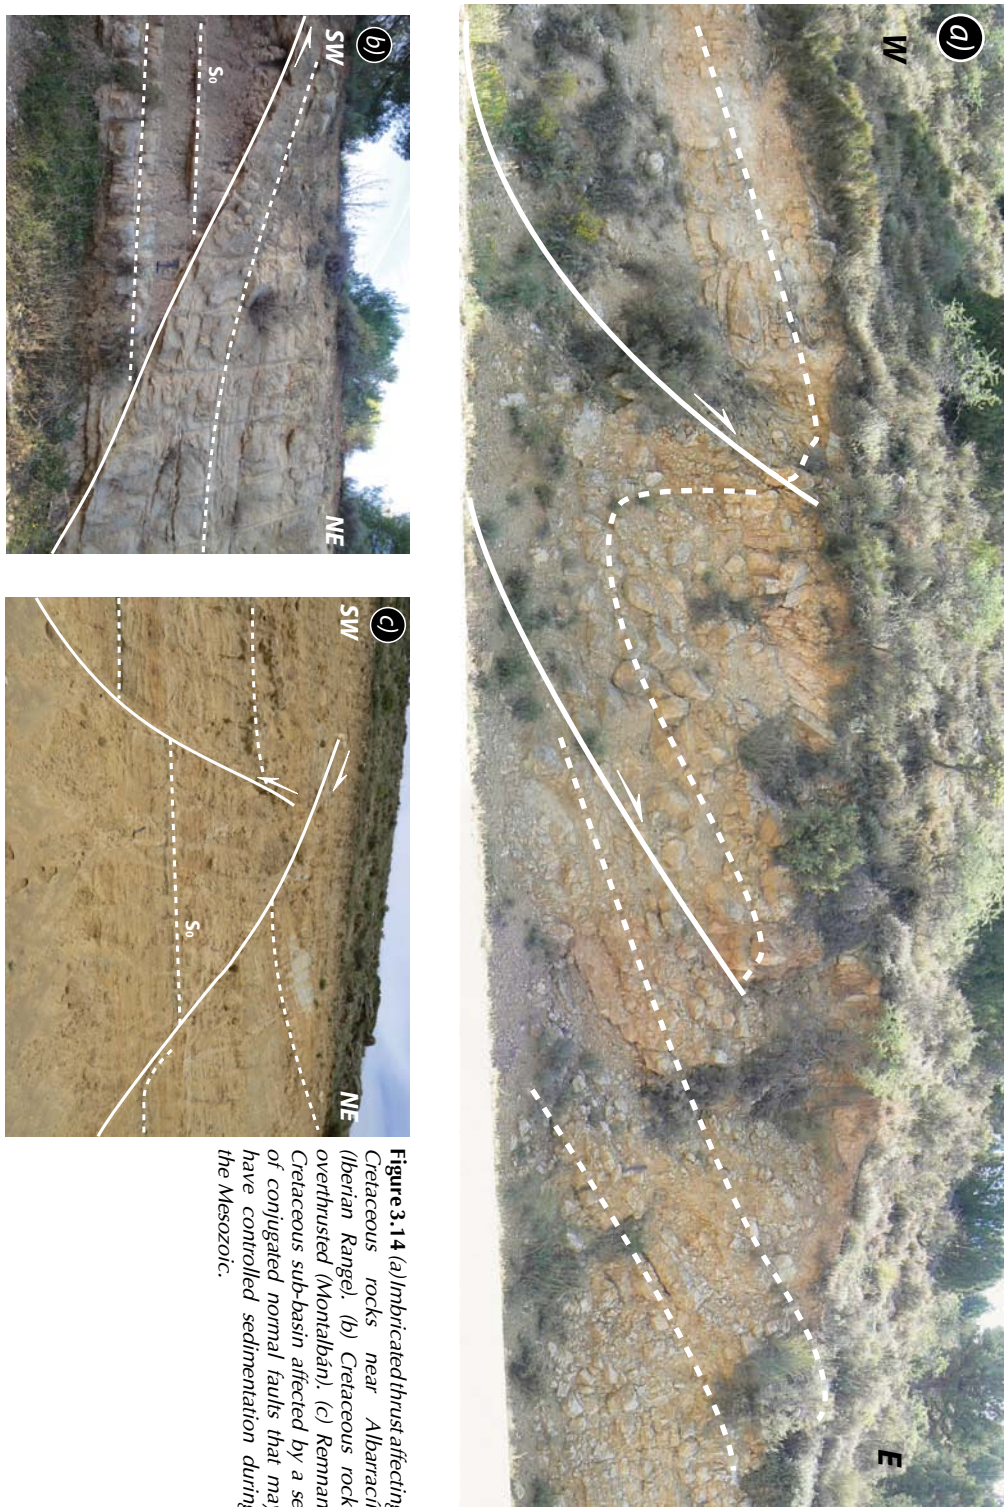 a)
W
E
b)
SW
NE
S₀
c)
SW
NE
S₀
Figure 3.14 (a) Imbricated thrust affecting
Cretaceous rocks near Albarrací
(Iberian Range). (b) Cretaceous rock
overthrusted (Montalbán). (c) Remnan
Cretaceous sub-basin affected by a se
of conjugated normal faults that ma
have controlled sedimentation during
the Mesozoic.